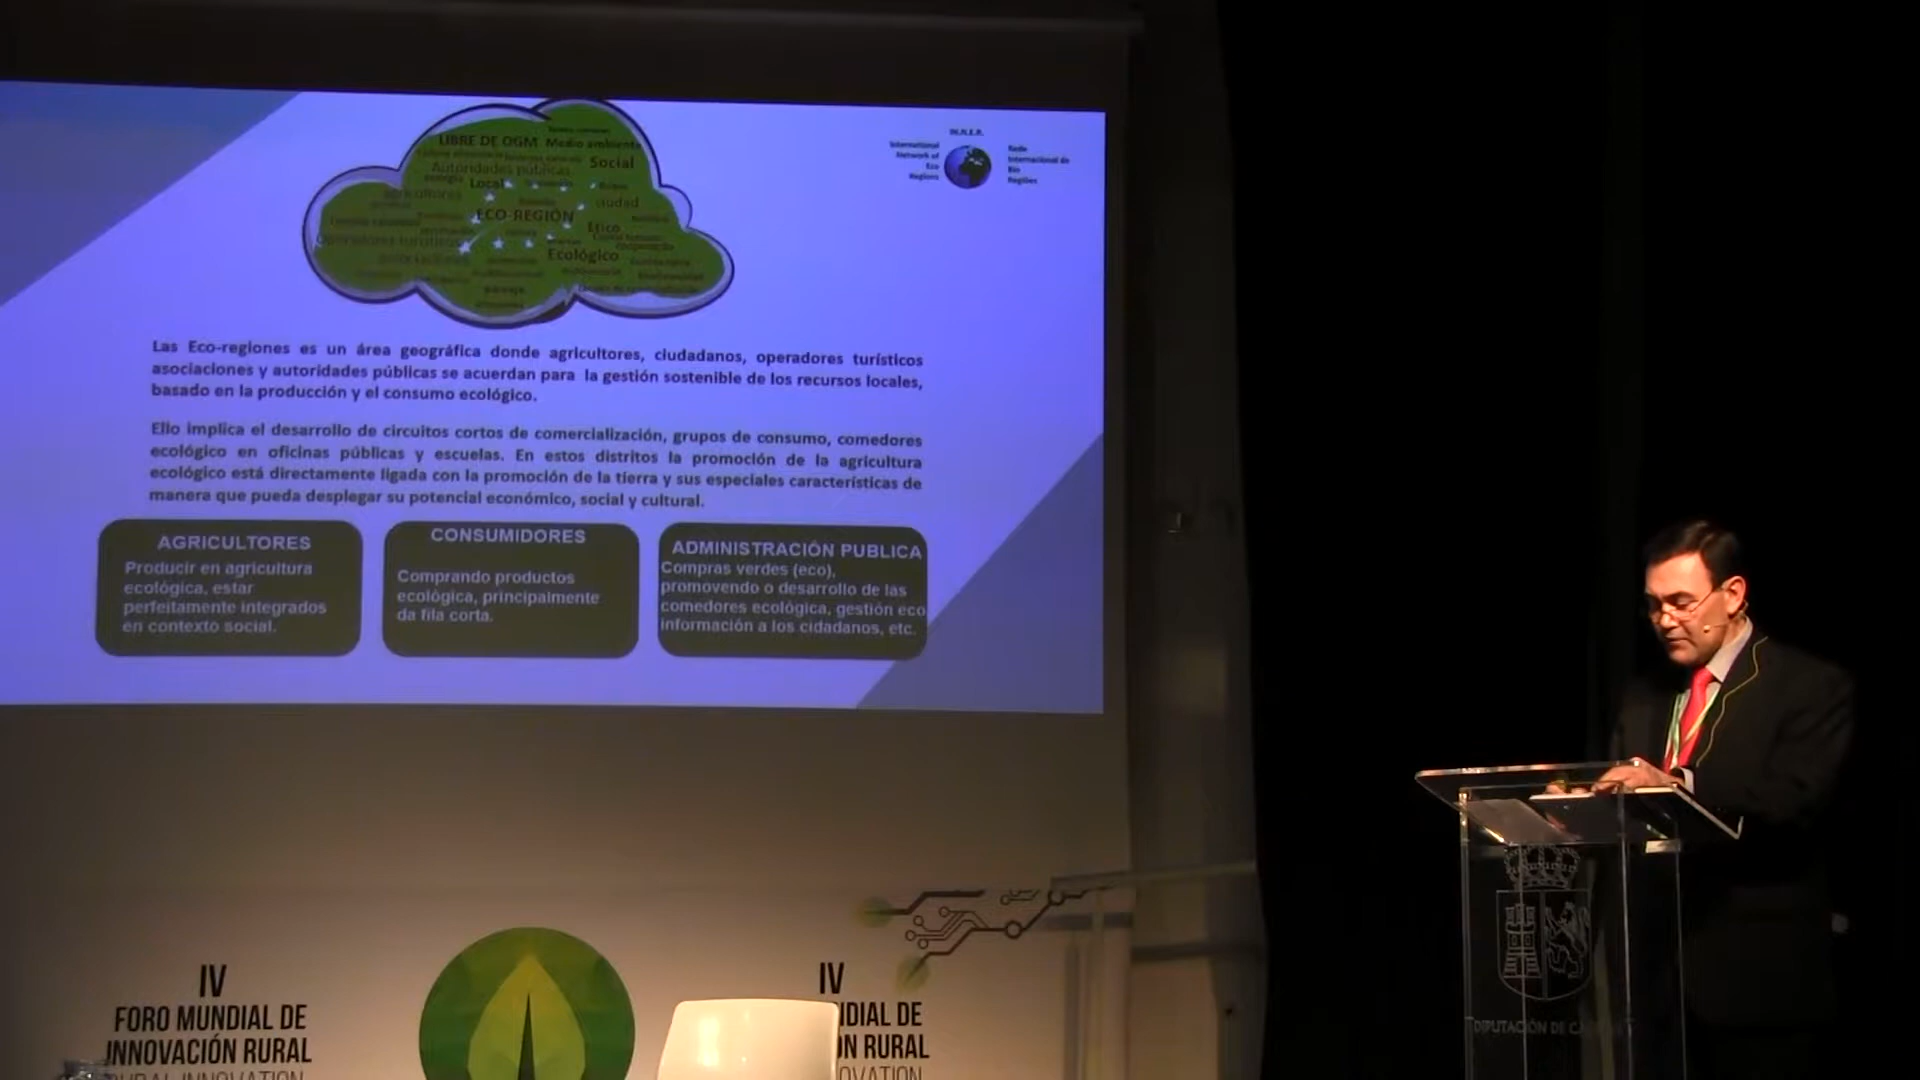 LIBRE DE OGM Medio ambiente
Social
Autoridades públicas
Local
agricultores
ciudad
ECO-REGIÓN
Etico
Ecológico
I.N.N.E.R.
International
Network of
Eco
Regions
Rede
Internacional de
Bio
Regiões
Las Eco-regiones es un área geográfica donde agricultores, ciudadanos, operadores turísticos
asociaciones y autoridades públicas se acuerdan para la gestión sostenible de los recursos locales,
basado en la producción y el consumo ecológico.
Ello implica el desarrollo de circuitos cortos de comercialización, grupos de consumo, comedores
ecológico en oficinas públicas y escuelas. En estos distritos la promoción de la agricultura
ecológico está directamente ligada con la promoción de la tierra y sus especiales características de
manera que pueda desplegar su potencial económico, social y cultural.
AGRICULTORES
Producir en agricultura
ecológica, estar
perfeitamente integrados
en contexto social.
CONSUMIDORES
Comprando productos
ecológica, principalmente
da fila corta.
ADMINISTRACIÓN PUBLICA
Compras verdes (eco),
promovendo o desarrollo de las
comedores ecológica, gestión eco
información a los cidadanos, etc.
IV
FORO MUNDIAL DE
INNOVACIÓN RURAL
RURAL INNOVATION
IV
DIAL DE
N RURAL
OVATION
DIPUTACIÓN DE